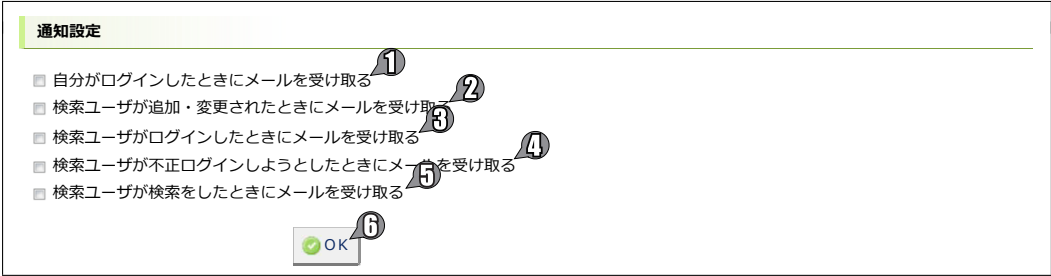 通知設定
自分がログインしたときにメールを受け取る 1
検索ユーザが追加・変更されたときにメールを受け取る 2
検索ユーザがログインしたときにメールを受け取る 3
検索ユーザが不正ログインしようとしたときにメールを受け取る 4
検索ユーザが検索をしたときにメールを受け取る 5
OK 6